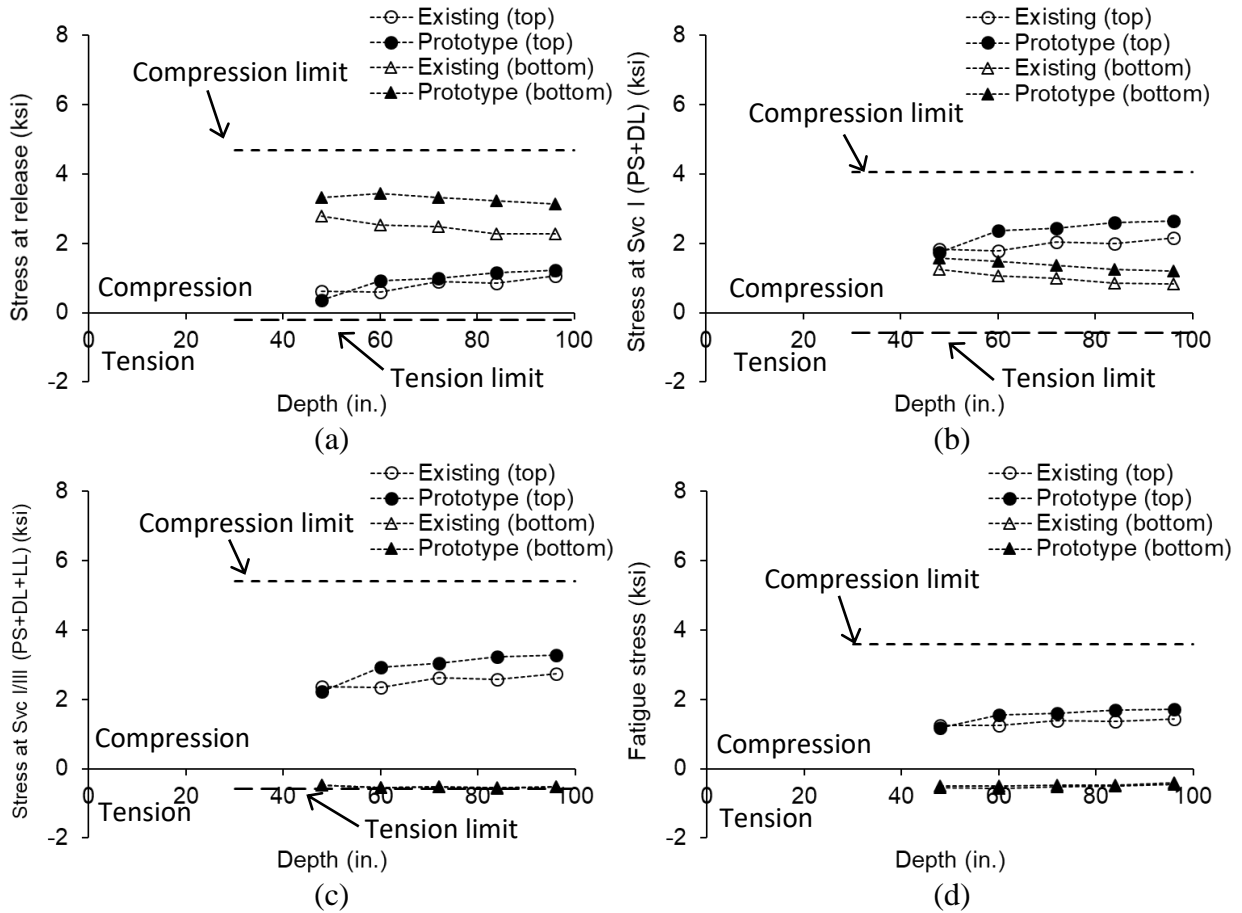 Existing (top)
Prototype (top)
Existing (bottom)
Prototype (bottom)
Compression limit
Stress at release (ksi)
8
6
4
2
0
-2
Compression
Tension
0 20 40 60 80 100
Tension limit
Depth (in.)
(a)
Existing (top)
Prototype (top)
Existing (bottom)
Prototype (bottom)
Compression limit
Stress at Svc I (PS+DL) (ksi)
8
6
4
2
0
-2
Compression
Tension
0 20 40 60 80 100
Tension limit
Depth (in.)
(b)
Existing (top)
Prototype (top)
Existing (bottom)
Prototype (bottom)
Compression limit
Stress at Svc I/III (PS+DL+LL) (ksi)
8
6
4
2
0
-2
Compression
Tension
0 20 40 60 80 100
Tension limit
Depth (in.)
(c)
Existing (top)
Prototype (top)
Existing (bottom)
Prototype (bottom)
Compression limit
Fatigue stress (ksi)
8
6
4
2
0
-2
Compression
Tension
0 20 40 60 80 100
Depth (in.)
(d)